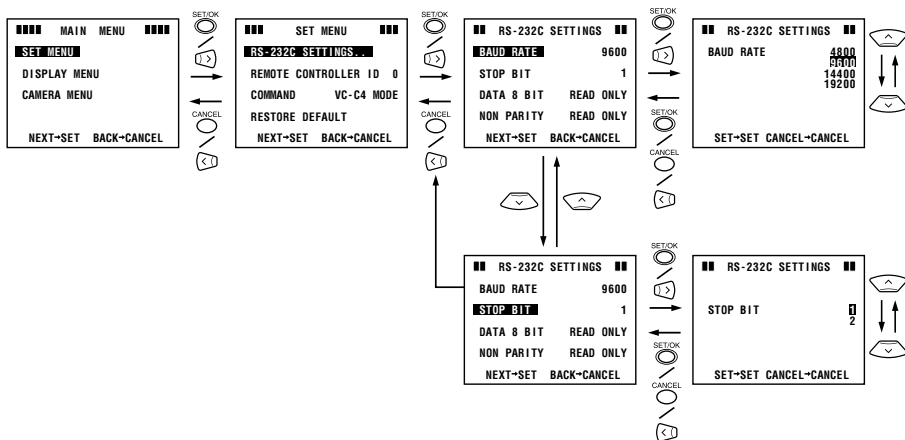 MAIN MENU
SET MENU
DISPLAY MENU
CAMERA MENU
NEXT→SET BACK→CANCEL
SET/OK
CANCEL
SET MENU
RS-232C SETTINGS..
REMOTE CONTROLLER ID 0
COMMAND VC-C4 MODE
RESTORE DEFAULT
NEXT→SET BACK→CANCEL
SET/OK
CANCEL
RS-232C SETTINGS
BAUD RATE 9600
STOP BIT 1
DATA 8 BIT READ ONLY
NON PARITY READ ONLY
NEXT→SET BACK→CANCEL
SET/OK
SET/OK
CANCEL
RS-232C SETTINGS
BAUD RATE 4800
9600
14400
19200
SET→SET CANCEL→CANCEL
RS-232C SETTINGS
BAUD RATE 9600
STOP BIT 1
DATA 8 BIT READ ONLY
NON PARITY READ ONLY
NEXT→SET BACK→CANCEL
SET/OK
SET/OK
CANCEL
RS-232C SETTINGS
STOP BIT 1
2
SET→SET CANCEL→CANCEL